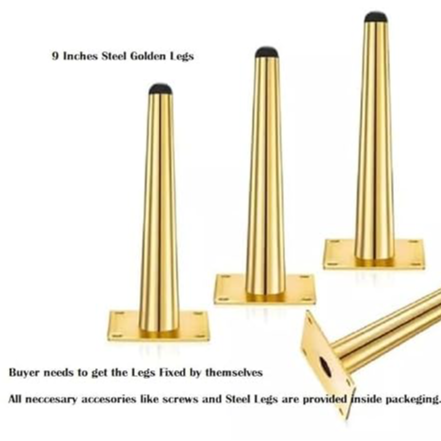 9 Inches Steel Golden Legs
Buyer needs to get the Legs Fixed by themselves
All neccesary accesories like screws and Steel Legs are provided inside packeging.